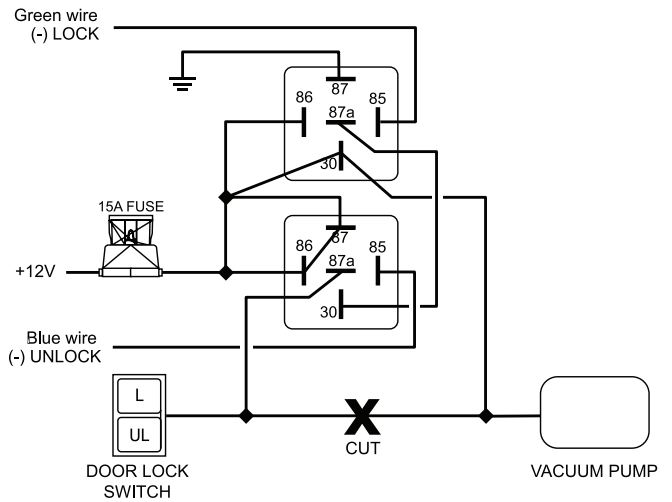 Green wire
(-) LOCK
87
86
85
87a
30
15A FUSE
87
86
85
87a
+12V
30
Blue wire
(-) UNLOCK
L
UL
CUT
DOOR LOCK
SWITCH
VACUUM PUMP